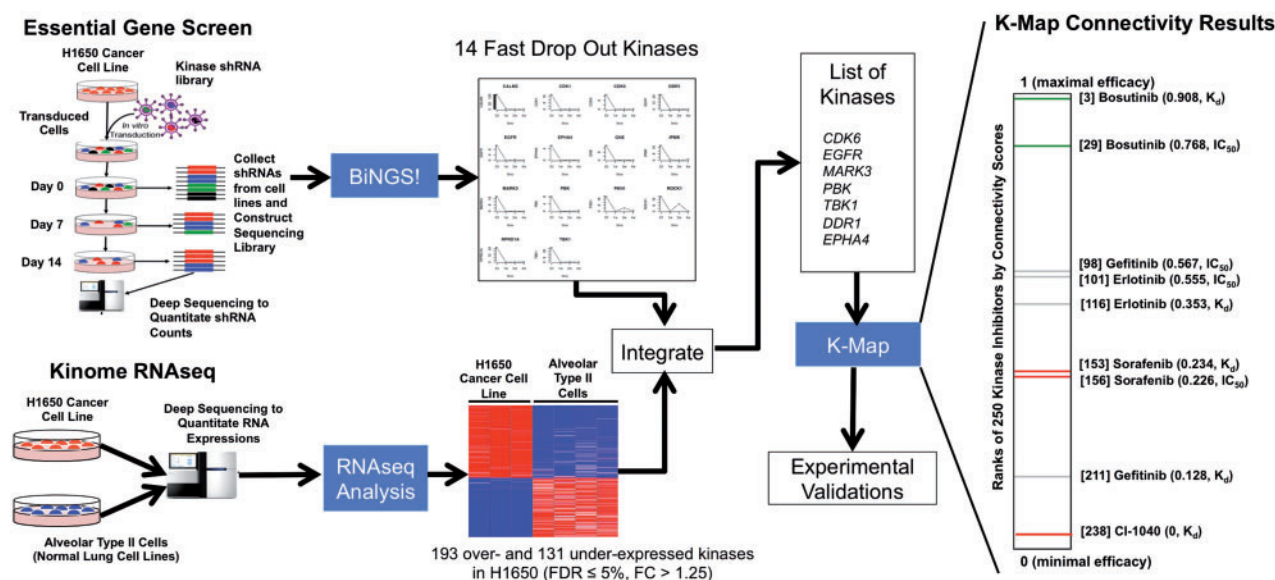 Essential Gene Screen
H1650 Cancer
Cell Line
Kinase shRNA
library
Transduced
Cells
In vitro
Transduction
Day 0
Day 7
Day 14
Collect
shRNAs
from cell
lines and
Construct
Sequencing
Library
Deep Sequencing to
Quantitate shRNA
Counts
BiNGS!
14 Fast Drop Out Kinases
CDK1
EGFR
EPHA4
MARK3
PBK
ROCK1
TBK1
Kinome RNAseq
H1650 Cancer
Cell Line
Deep Sequencing to
Quantitate RNA
Expressions
Alveolar Type II Cells
(Normal Lung Cell Lines)
RNAseq
Analysis
H1650
Cancer Cell
Line
Alveolar
Type II
Cells
193 over- and 131 under-expressed kinases
in H1650 (FDR ≤ 5%, FC > 1.25)
Integrate
List of
Kinases
CDK6
EGFR
MARK3
PBK
TBK1
DDR1
EPHA4
K-Map
Experimental
Validations
K-Map Connectivity Results
1 (maximal efficacy)
Ranks of 250 Kinase Inhibitors by Connectivity Scores
[3] Bosutinib (0.908, Kd)
[29] Bosutinib (0.768, IC50)
[98] Gefitinib (0.567, IC50)
[101] Erlotinib (0.555, IC50)
[116] Erlotinib (0.353, Kd)
[153] Sorafenib (0.234, Kd)
[156] Sorafenib (0.226, IC50)
[211] Gefitinib (0.128, Kd)
[238] CI-1040 (0, Kd)
0 (minimal efficacy)